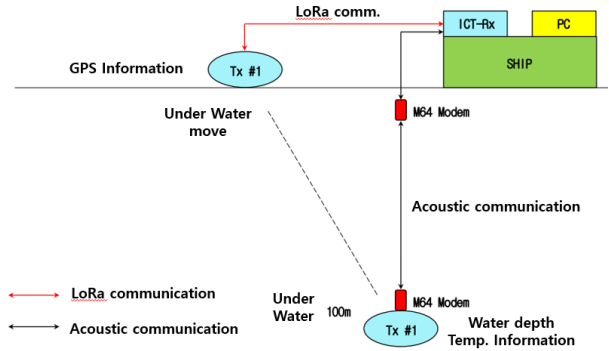 LoRa comm.
ICT-Rx
PC
GPS Information
Tx #1
SHIP
Under Water
move
M64 Modem
Acoustic communication
LoRa communication
Acoustic communication
Under
Water
100m
M64 Modem
Tx #1
Water depth
Temp. Information